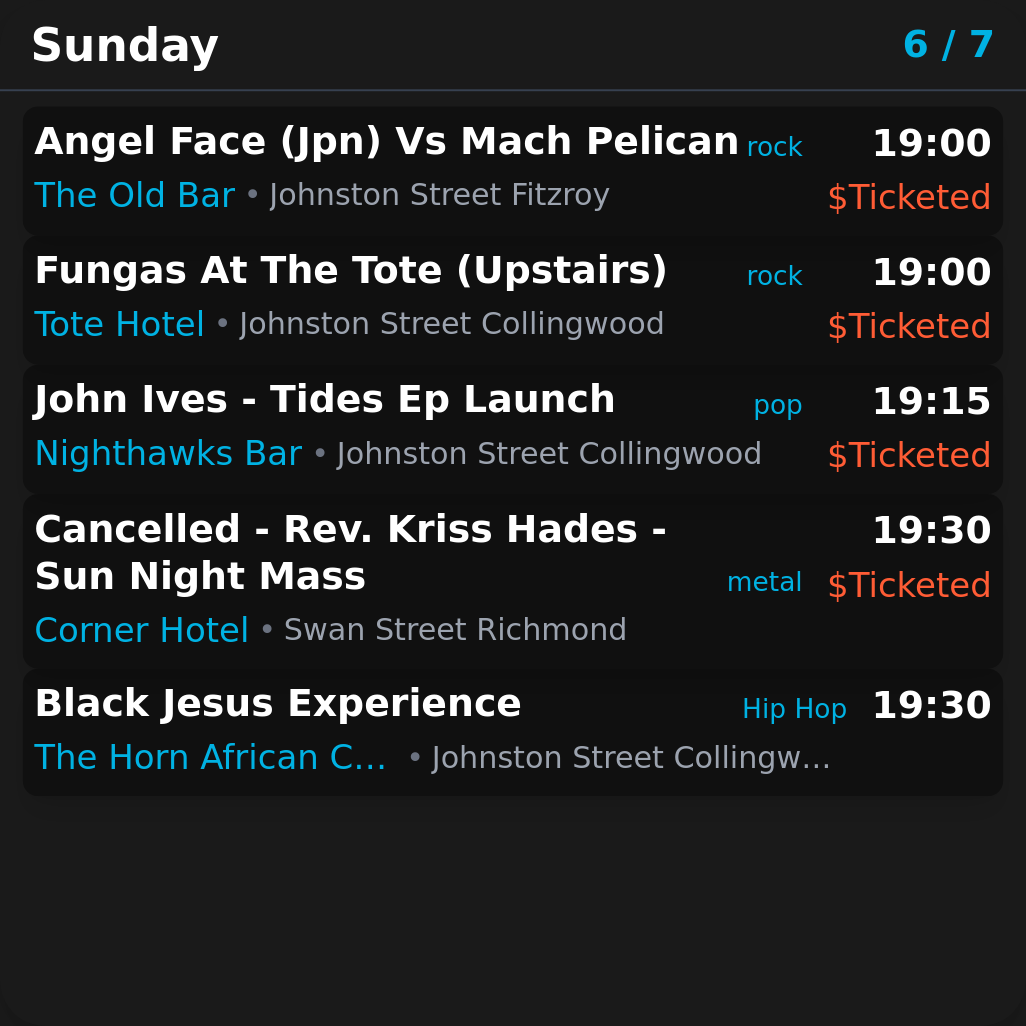 Sunday 6 / 7
Angel Face (Jpn) Vs Mach Pelican rock 19:00
The Old Bar • Johnston Street Fitzroy $Ticketed
Fungas At The Tote (Upstairs) rock 19:00
Tote Hotel • Johnston Street Collingwood $Ticketed
John Ives - Tides Ep Launch pop 19:15
Nighthawks Bar • Johnston Street Collingwood $Ticketed
Cancelled - Rev. Kriss Hades - 19:30
Sun Night Mass metal $Ticketed
Corner Hotel • Swan Street Richmond
Black Jesus Experience Hip Hop 19:30
The Horn African C... • Johnston Street Collingw...